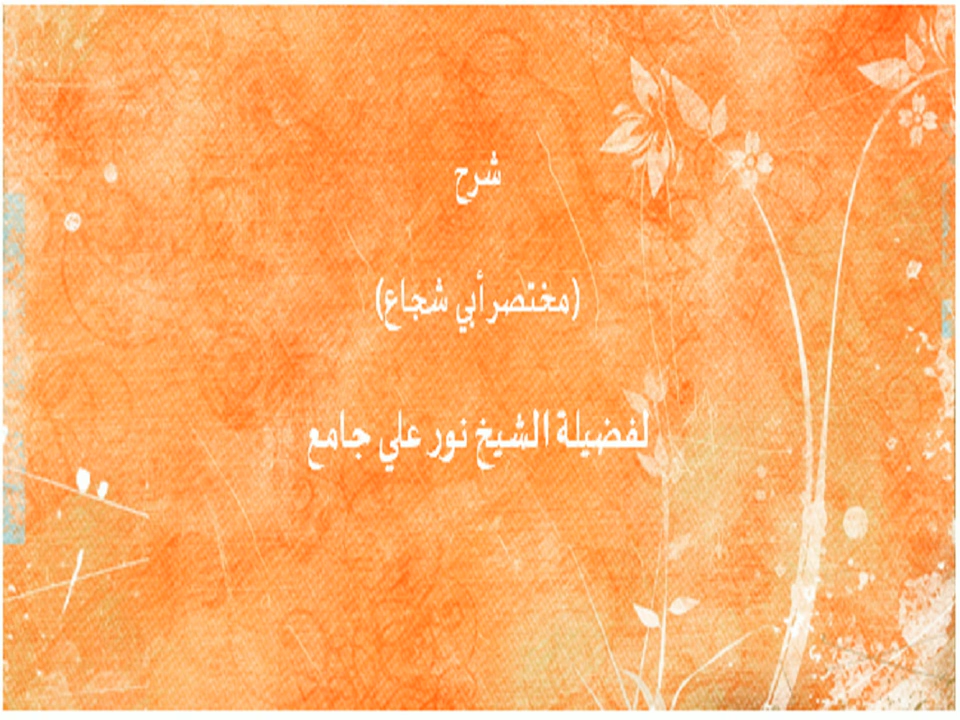 شرح
(مختصر أبي شجاع)
لفضيلة الشيخ نور علي جامع